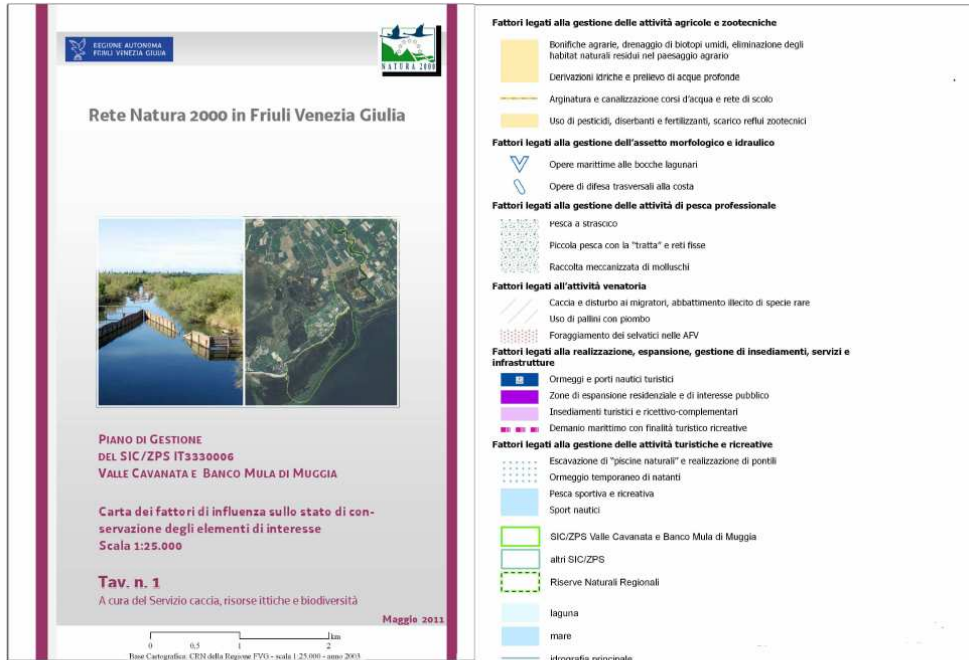 REGIONE AUTONOMA
FRIULI VENEZIA GIULIA
NATURA 2000
Rete Natura 2000 in Friuli Venezia Giulia
PIANO DI GESTIONE
DEL SIC/ZPS IT3330006
VALLE CAVANATA E BANCO MULA DI MUGGIA
Carta dei fattori di influenza sullo stato di con-
servazione degli elementi di interesse
Scala 1:25.000
Tav. n. 1
A cura del Servizio caccia, risorse ittiche e biodiversità
Maggio 2011
km
0 0,5 1 2
Base Cartografica: CRN della Regione FVG - scala 1:25.000 - anno 2003
Fattori legati alla gestione delle attività agricole e zootecniche
Bonifiche agrarie, drenaggio di biotopi umidi, eliminazione degli
habitat naturali residui nel paesaggio agrario
Derivazioni idriche e prelievo di acque profonde
Arginatura e canalizzazione corsi d'acqua e rete di scolo
Uso di pesticidi, diserbanti e fertilizzanti, scarico reflui zootecnici
Fattori legati alla gestione dell'assetto morfologico e idraulico
Opere marittime alle bocche lagunari
Opere di difesa trasversali alla costa
Fattori legati alla gestione delle attività di pesca professionale
Pesca a strascico
Piccola pesca con la "tratta" e reti fisse
Raccolta meccanizzata di molluschi
Fattori legati all'attività venatoria
Caccia e disturbo ai migratori, abbattimento illecito di specie rare
Uso di pallini con piombo
Foraggiamento dei selvatici nelle AFV
Fattori legati alla realizzazione, espansione, gestione di insediamenti, servizi e
infrastrutture
Ormeggi e porti nautici turistici
Zone di espansione residenziale e di interesse pubblico
Insediamenti turistici e ricettivo-complementari
Demanio marittimo con finalità turistico ricreative
Fattori legati alla gestione delle attività turistiche e ricreative
Escavazione di "piscine naturali" e realizzazione di pontili
Ormeggio temporaneo di natanti
Pesca sportiva e ricreativa
Sport nautici
SIC/ZPS Valle Cavanata e Banco Mula di Muggia
altri SIC/ZPS
Riserve Naturali Regionali
laguna
mare
idrografia principale